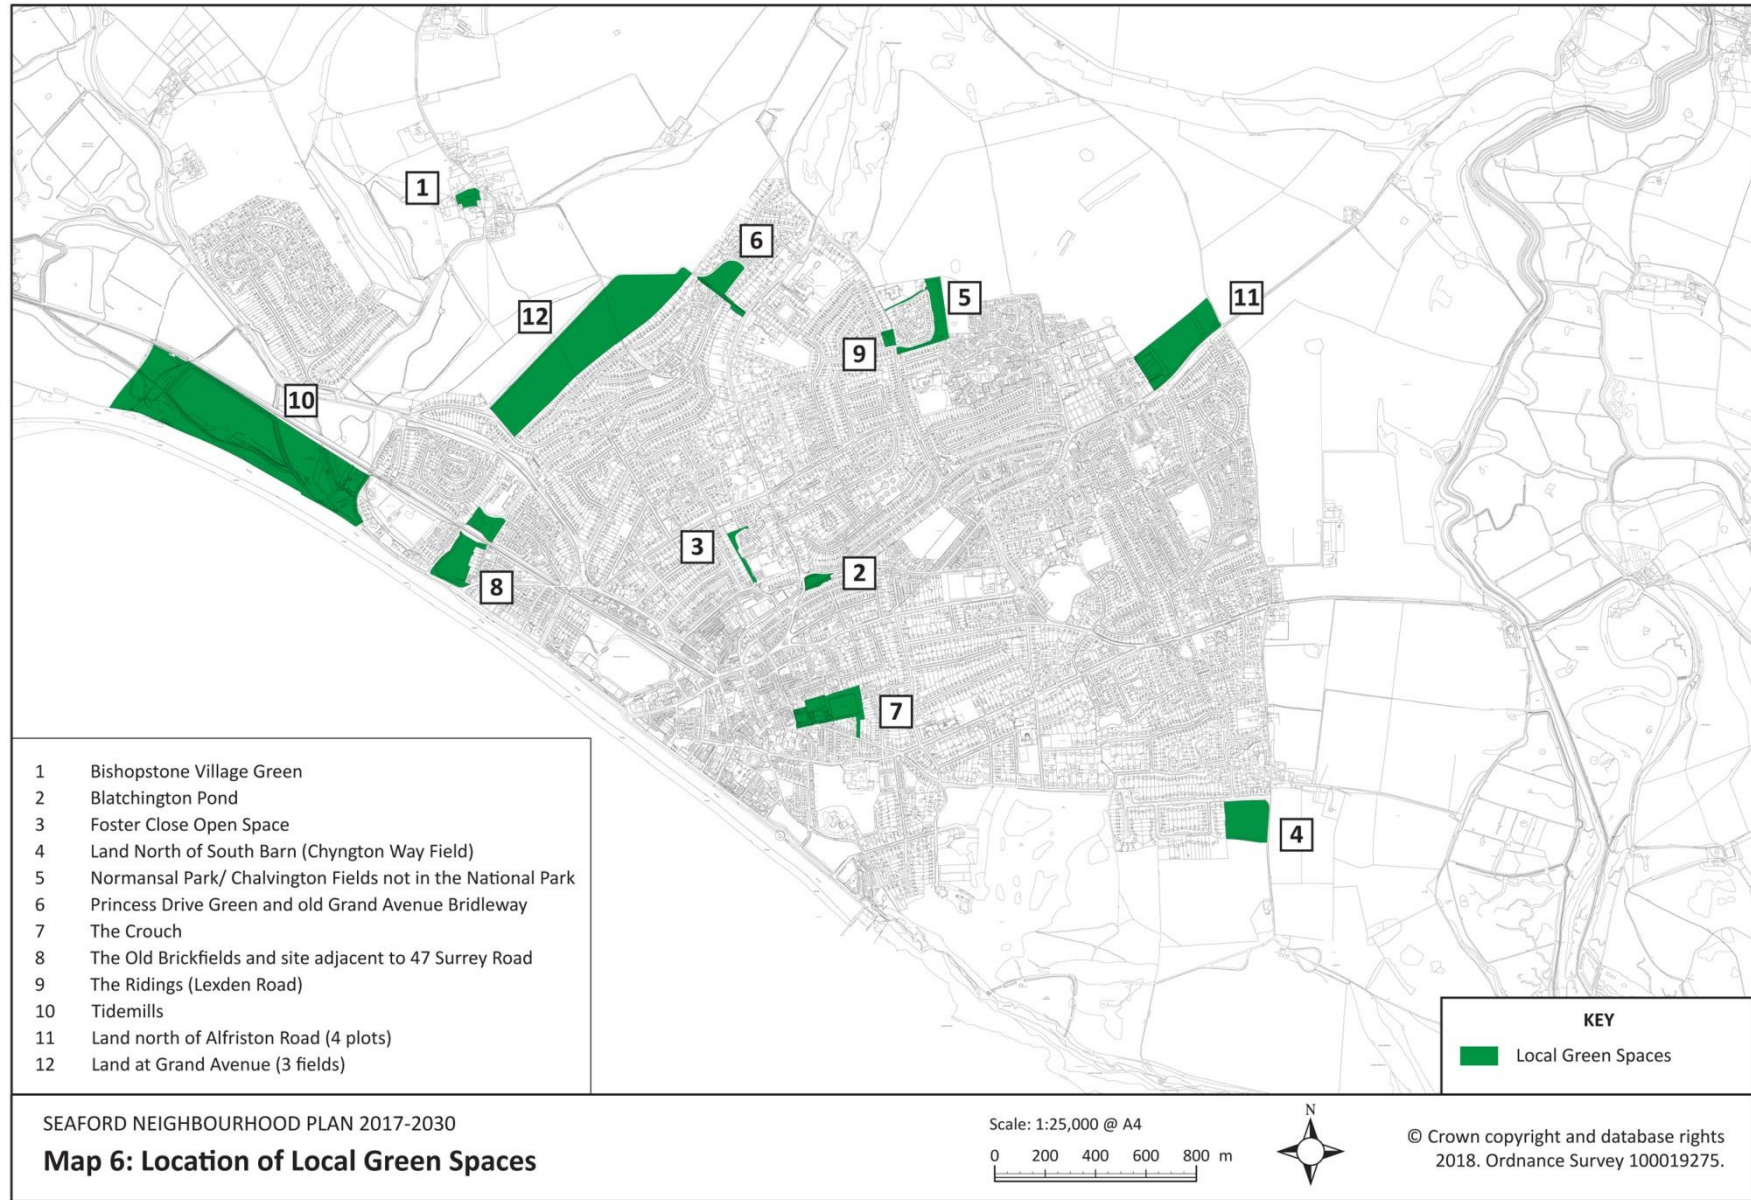 1
6
5
11
12
9
10
3
2
8
7
4
1 Bishopstone Village Green
2 Blatchington Pond
3 Foster Close Open Space
4 Land North of South Barn (Chyngton Way Field)
5 Normansal Park/ Chalvington Fields not in the National Park
6 Princess Drive Green and old Grand Avenue Bridleway
7 The Crouch
8 The Old Brickfields and site adjacent to 47 Surrey Road
9 The Ridings (Lexden Road)
10 Tidemills
11 Land north of Alfriston Road (4 plots)
12 Land at Grand Avenue (3 fields)
KEY
Local Green Spaces
SEAFORD NEIGHBOURHOOD PLAN 2017-2030
Map 6: Location of Local Green Spaces
Scale: 1:25,000 @ A4
0 200 400 600 800 m
N
© Crown copyright and database rights
2018. Ordnance Survey 100019275.